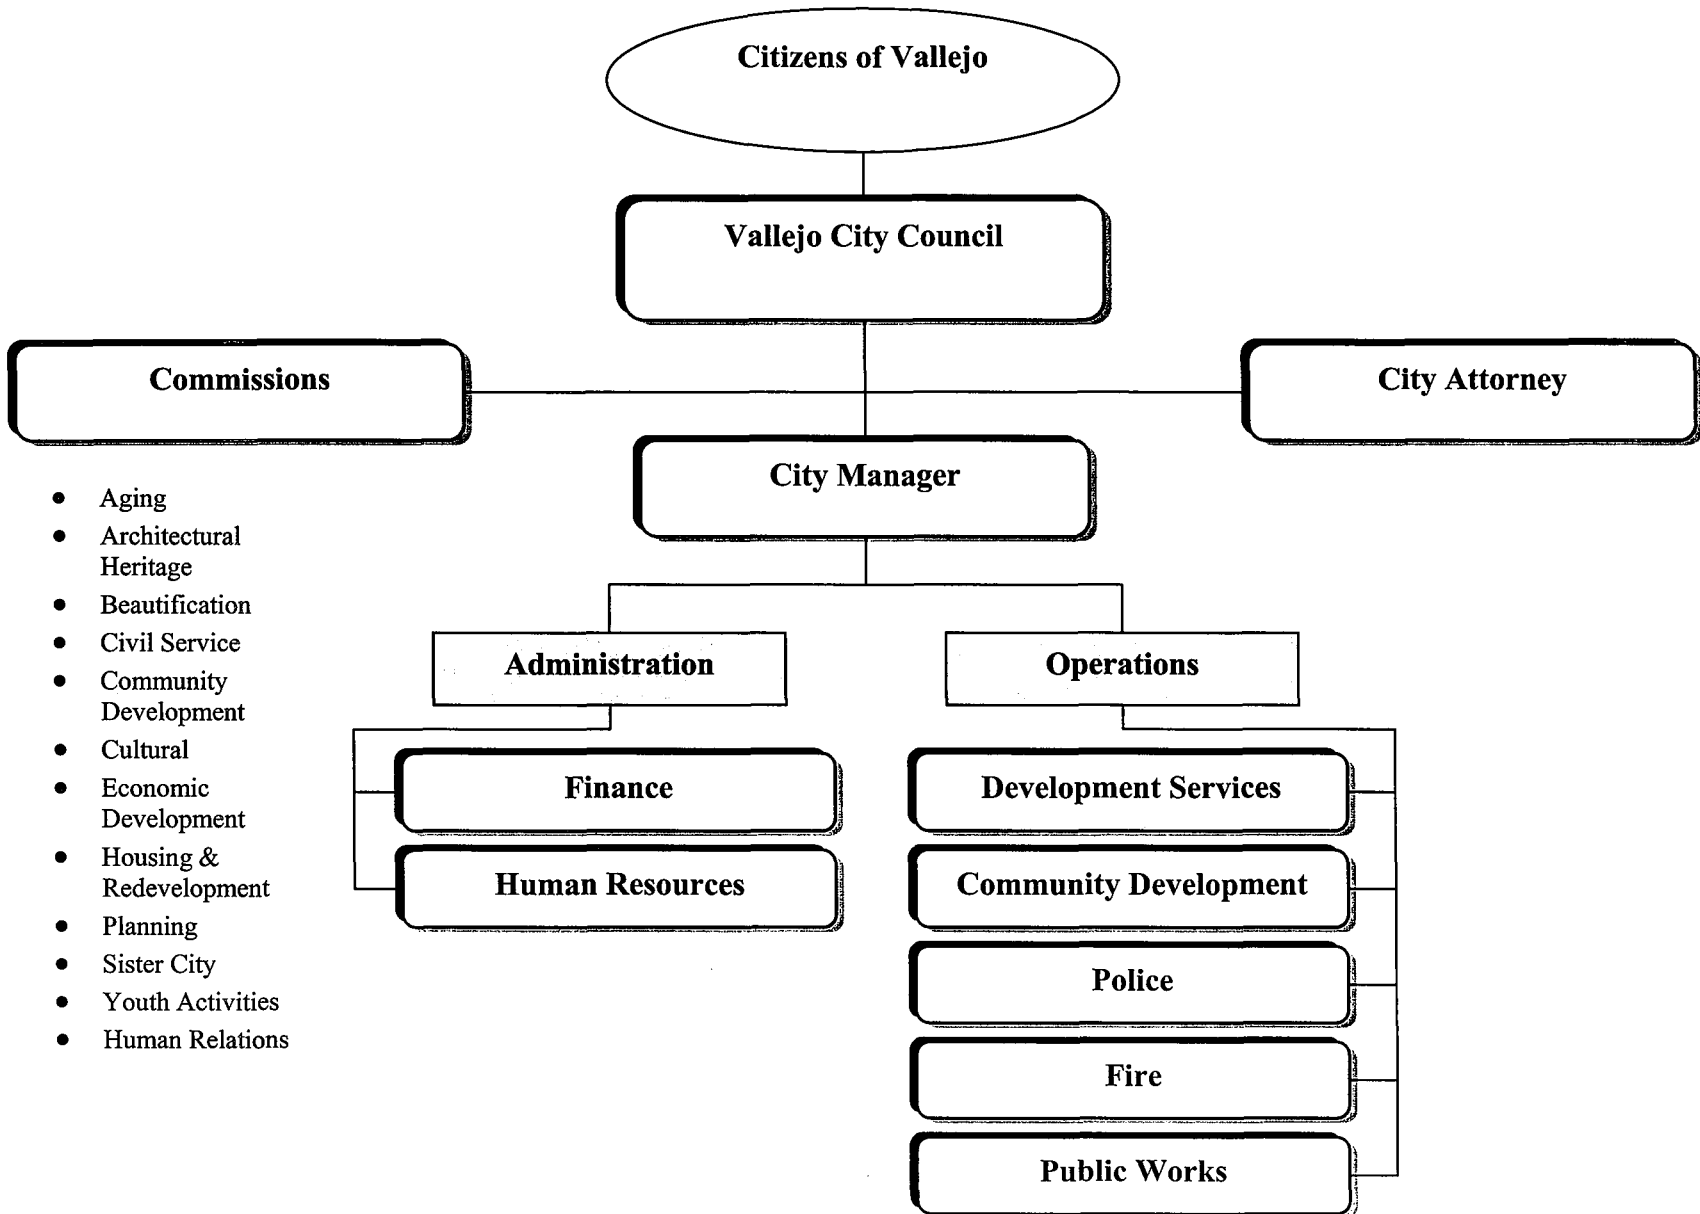 Citizens of Vallejo
Vallejo City Council
Commissions
City Attorney
City Manager
• Aging
• Architectural
Heritage
• Beautification
• Civil Service
• Community
Development
• Cultural
• Economic
Development
• Housing &
Redevelopment
• Planning
• Sister City
• Youth Activities
• Human Relations
Administration
Operations
Finance
Human Resources
Development Services
Community Development
Police
Fire
Public Works